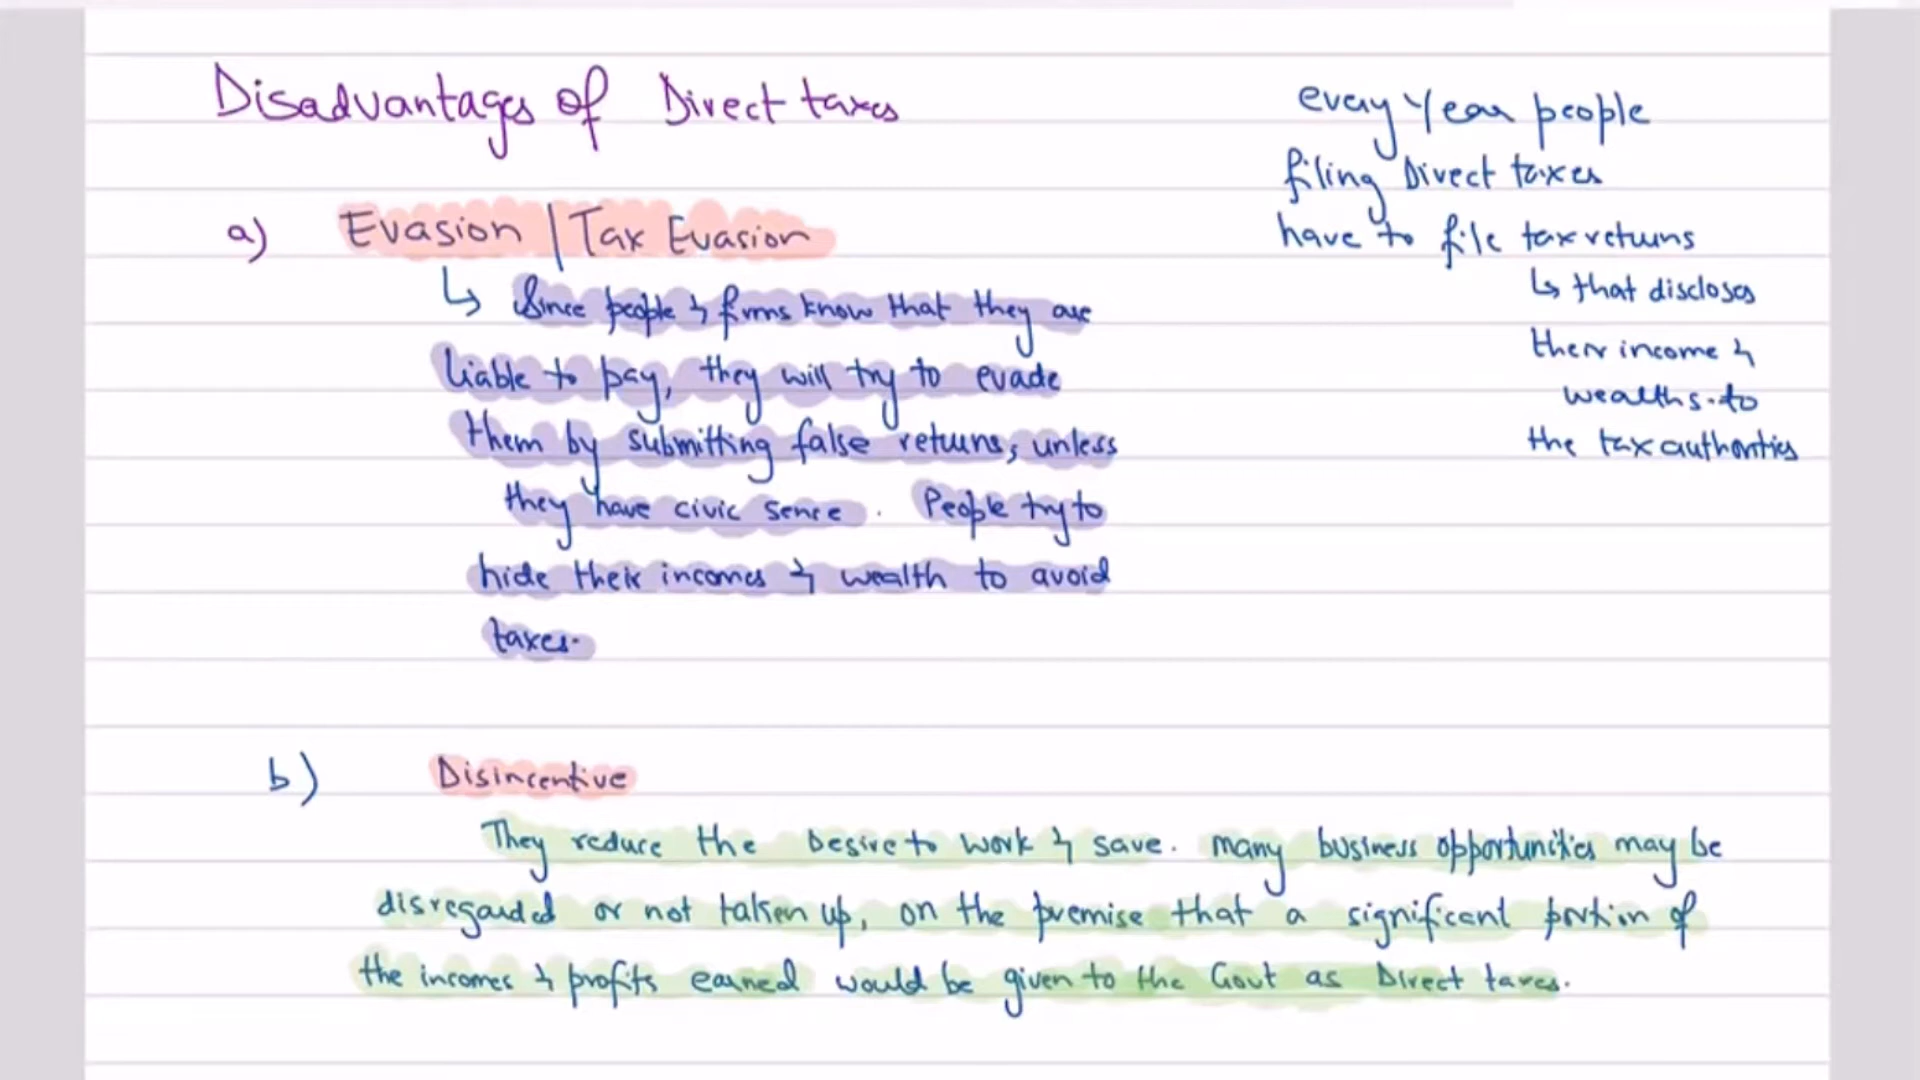 Disadvantages of Direct taxes
a) Evasion | Tax Evasion
↳ Since people & firms know that they are
liable to pay, they will try to evade
them by submitting false returns, unless
they have civic sence. People try to
hide their incomes & wealth to avoid
taxes.
every year people
filing Direct taxes
have to file tax returns
↳ that discloses
their income &
wealths to
the tax authorities
b) Disincentive
They reduce the Desire to work & save. Many business opportunities may be
disregarded or not taken up, on the premise that a significant portion of
the incomes & profits earned would be given to the Govt as Direct taxes.